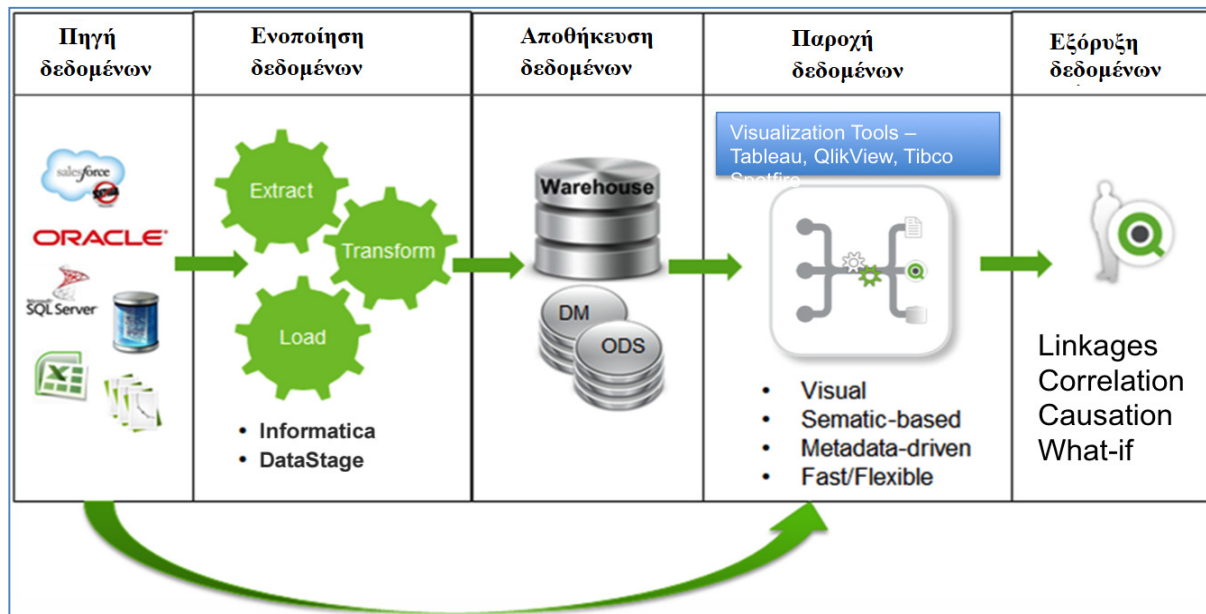 Πηγή
δεδομένων
Ενοποίηση
δεδομένων
Αποθήκευση
δεδομένων
Παροχή
δεδομένων
Εξόρυξη
δεδομένων
salesforce
ORACLE
Microsoft
SQL Server
Extract
Transform
Load
• Informatica
• DataStage
Warehouse
DM
ODS
Visualization Tools –
Tableau, QlikView, Tibco
Spotfire
• Visual
• Sematic-based
• Metadata-driven
• Fast/Flexible
Linkages
Correlation
Causation
What-if